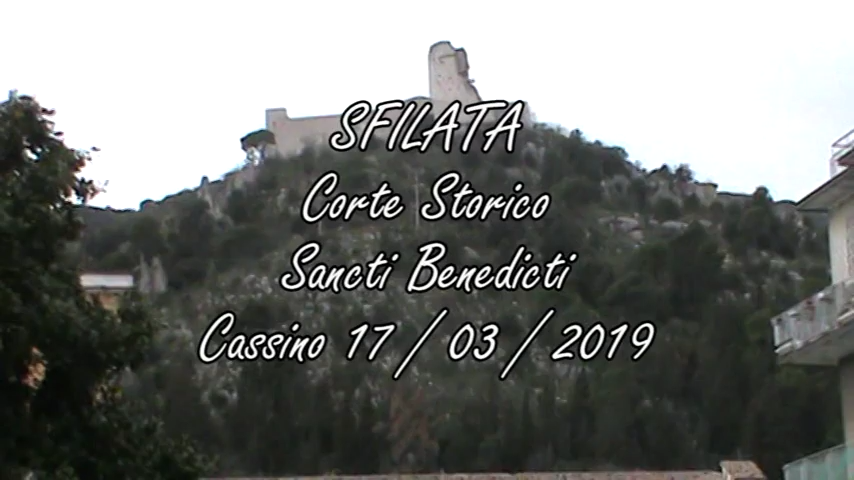 SFILATA
Corte Storico
Sancti Benedicti
Cassino 17 / 03 / 2019